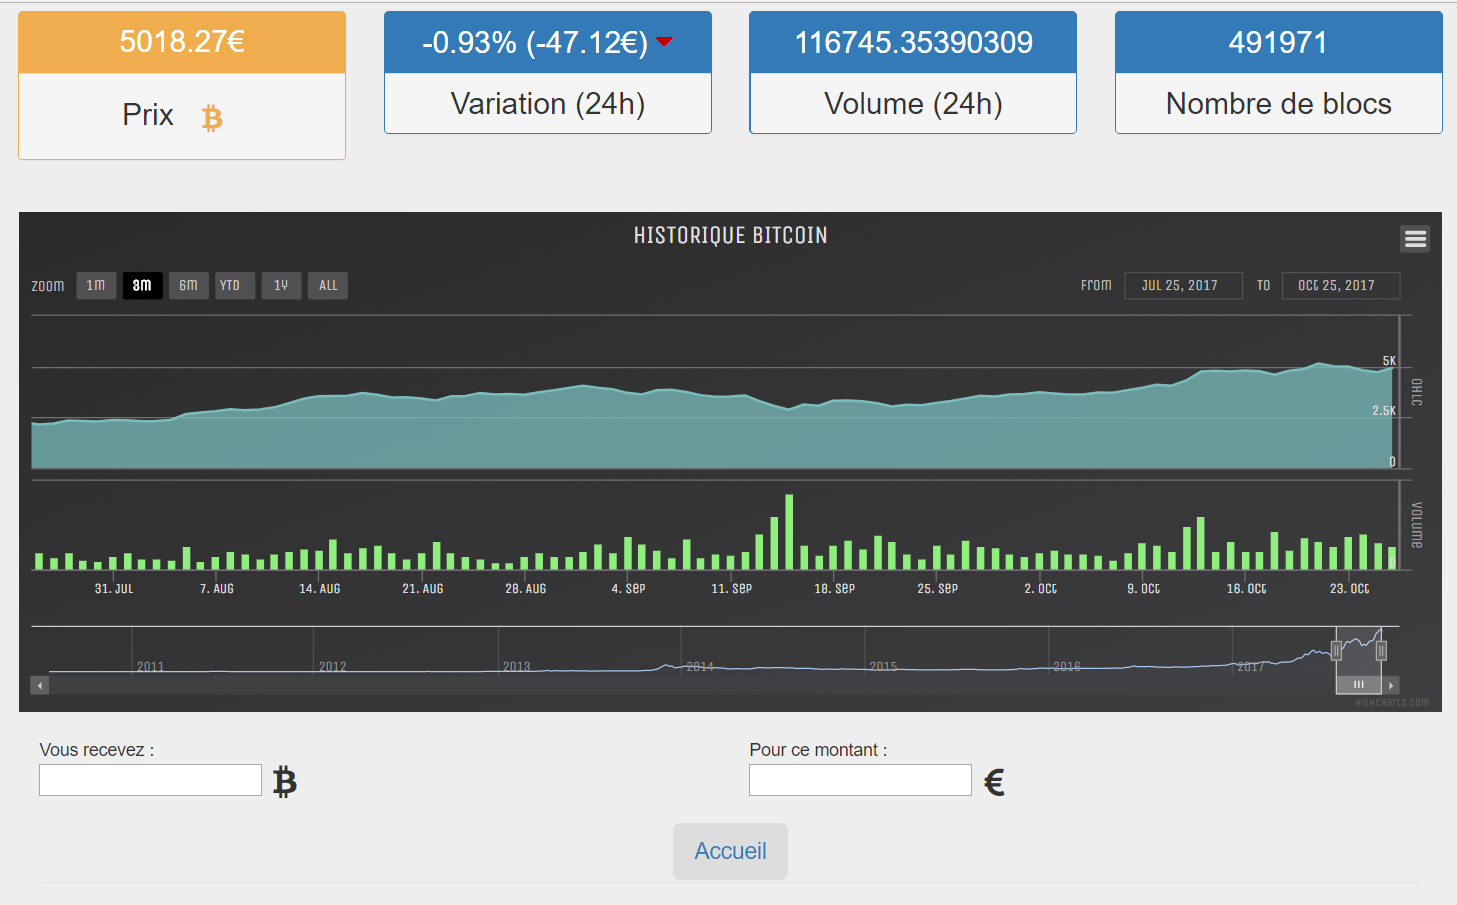 5018.27€
Prix
-0.93% (-47.12€)
Variation (24h)
116745.35390309
Volume (24h)
491971
Nombre de blocs
HISTORIQUE BITCOIN
Zoom 1m 3m 6m YTD 1y All
From Jul 25, 2017 To Oct 25, 2017
5K
2.5K
0
OHLC
Volume
0
31. Jul 7. Aug 14. Aug 21. Aug 28. Aug 4. Sep 11. Sep 18. Sep 25. Sep 2. Oct 9. Oct 16. Oct 23. Oct
2011 2012 2013 2014 2015 2016 2017
Highcharts.com
Vous recevez :
Pour ce montant :
€
Accueil